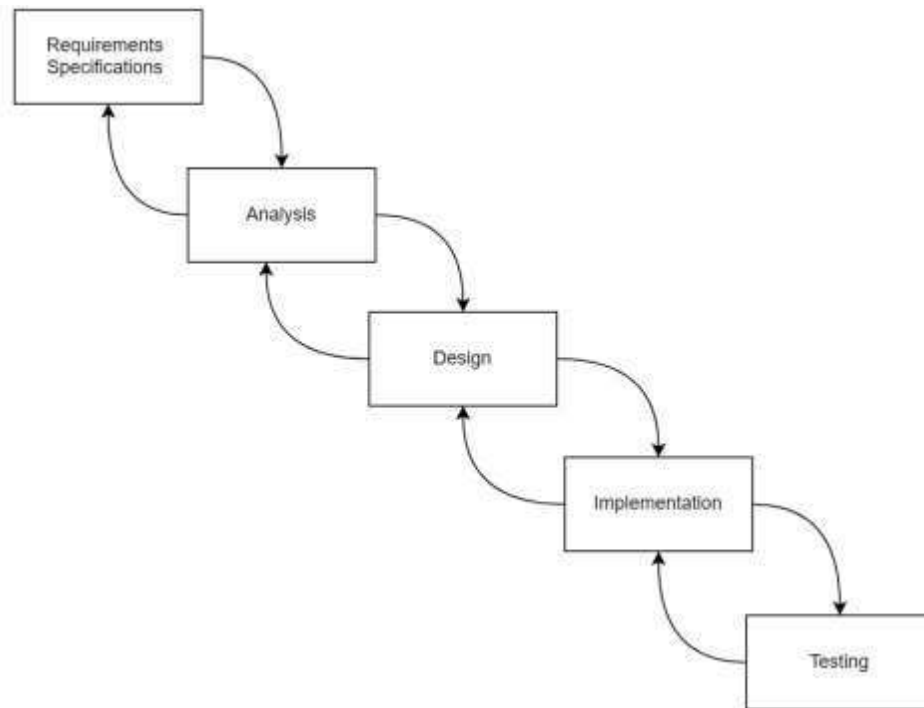 Requirements
Specifications
Analysis
Design
Implementation
Testing